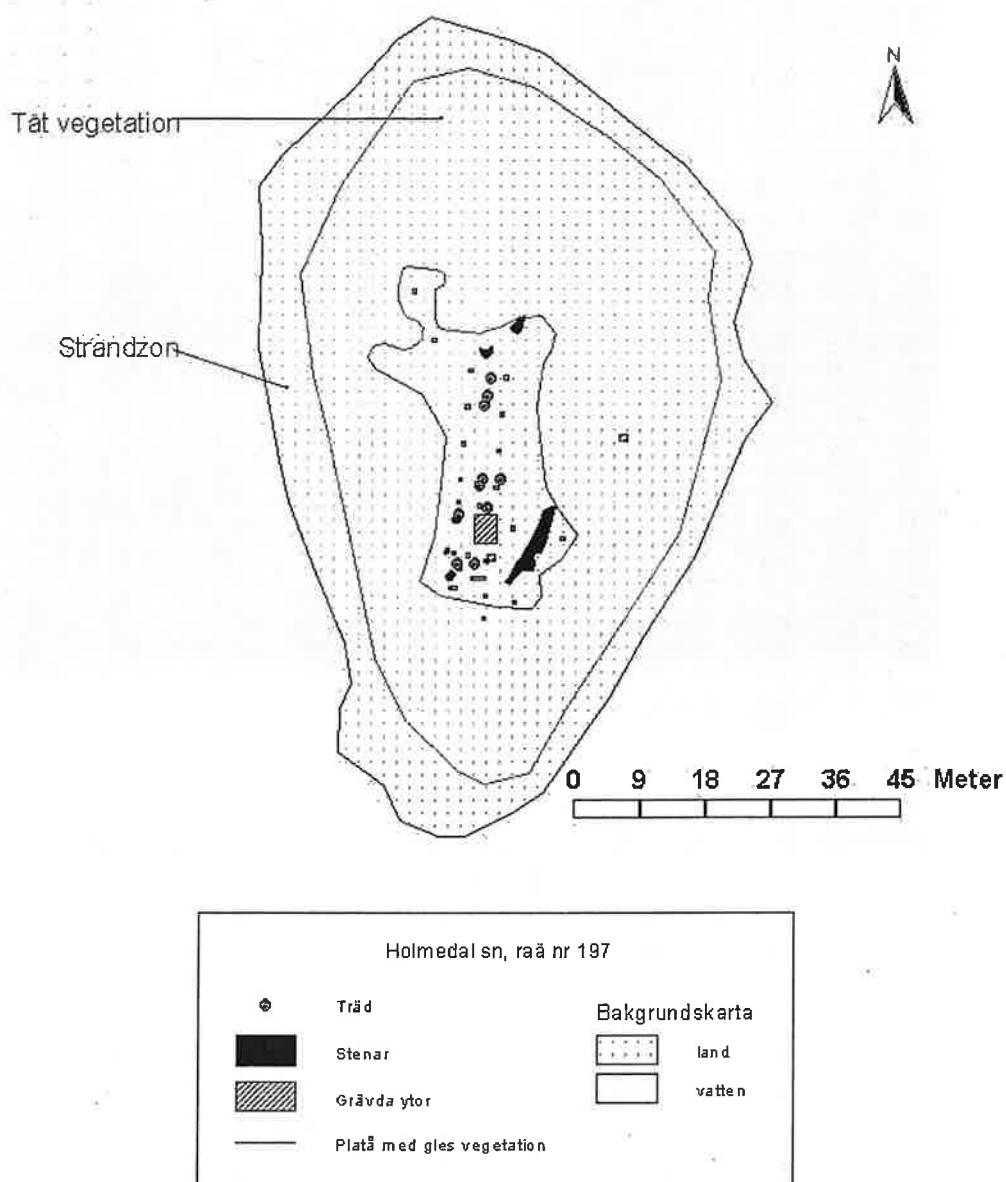 N
Tät vegetation
Strandzon
0 9 18 27 36 45 Meter
Holmedal sn, raä nr 197
Träd
Stenar
Grävda ytor
Platå med gles vegetation
Bakgrundskarta
land
vatten